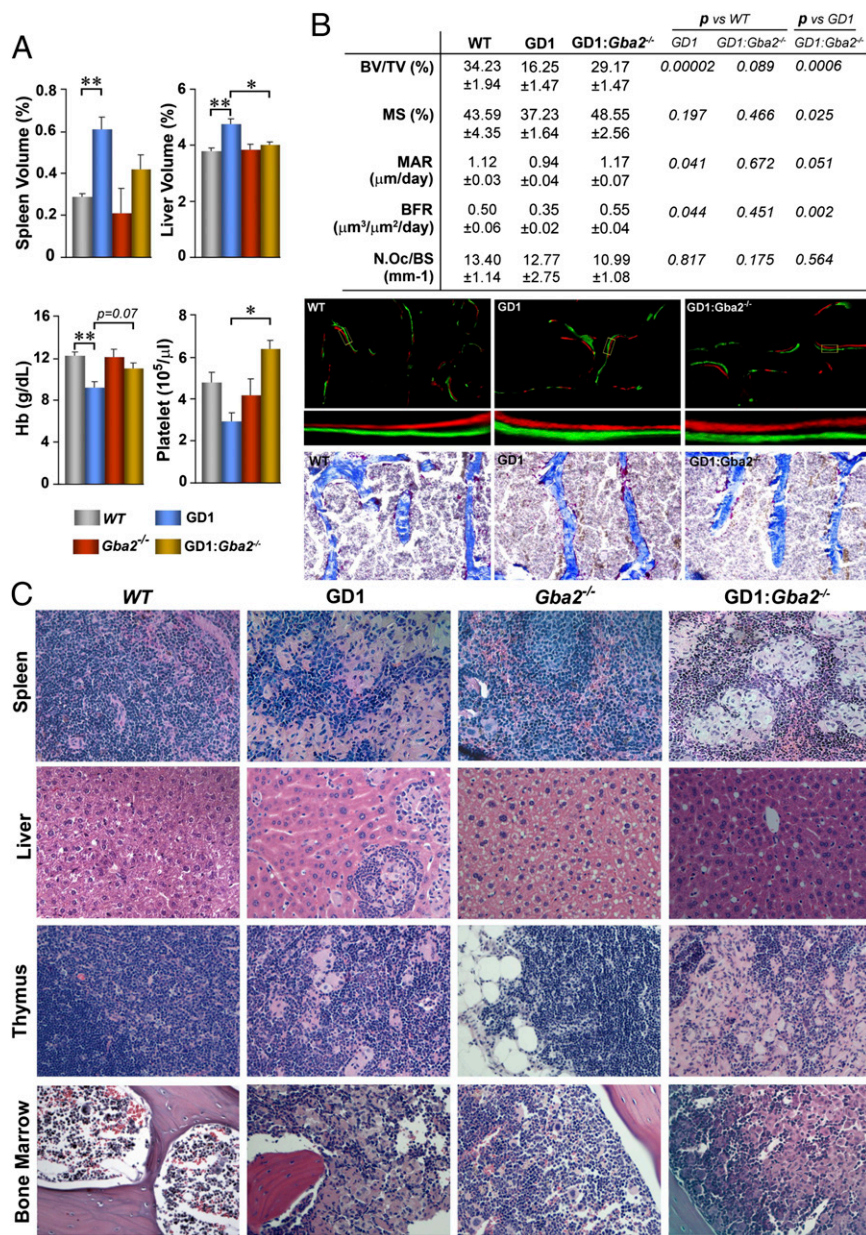 A
Spleen Volume (%)
0.8
0.6
0.4
0.2
**
Liver Volume (%)
6
4
2
0
**
*
Hb (g/dL)
16
12
8
4
0
**
p=0.07
Platelet (10⁵/µl)
8
6
4
2
0
*
WT
GD1
Gba2-/-
GD1:Gba2-/-
B
p vs WT
p vs GD1
WT GD1 GD1:Gba2-/- GD1 GD1:Gba2-/- GD1:Gba2-/-
BV/TV (%) 34.23 16.25 29.17 0.00002 0.089 0.0006
±1.94 ±1.47 ±1.47
MS (%) 43.59 37.23 48.55 0.197 0.466 0.025
±4.35 ±1.64 ±2.56
MAR 1.12 0.94 1.17 0.041 0.672 0.051
(µm/day) ±0.03 ±0.04 ±0.07
BFR 0.50 0.35 0.55 0.044 0.451 0.002
(µm³/µm²/day) ±0.06 ±0.02 ±0.04
N.Oc/BS 13.40 12.77 10.99 0.817 0.175 0.564
(mm-1) ±1.14 ±2.75 ±1.08
WT GD1 GD1:Gba2-/-
WT GD1 GD1:Gba2-/-
C
WT GD1 Gba2-/- GD1:Gba2-/-
Spleen
Liver
Thymus
Bone Marrow